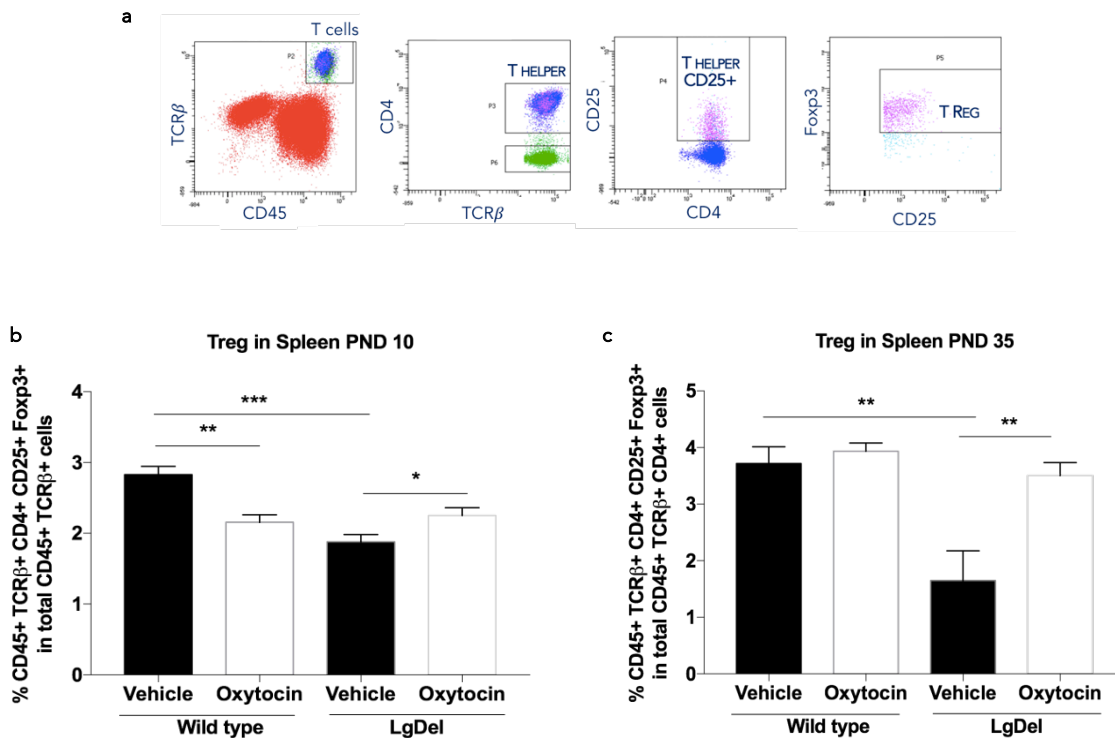 a
T cells
P2
TCRβ
CD45
T HELPER
P3
P6
CD4
TCRβ
T HELPER
CD25+
P4
CD25
CD4
P5
T REG
Foxp3
CD25
b
Treg in Spleen PND 10
% CD45+ TCRβ+ CD4+ CD25+ Foxp3+
in total CD45+ TCRβ+ cells
4
3
2
1
0
***
**
*
Vehicle Oxytocin Vehicle Oxytocin
Wild type LgDel
c
Treg in Spleen PND 35
% CD45+ TCRβ+ CD4+ CD25+ Foxp3+
in total CD45+ TCRβ+ CD4+ cells
5
4
3
2
1
0
**
**
Vehicle Oxytocin Vehicle Oxytocin
Wild type LgDel